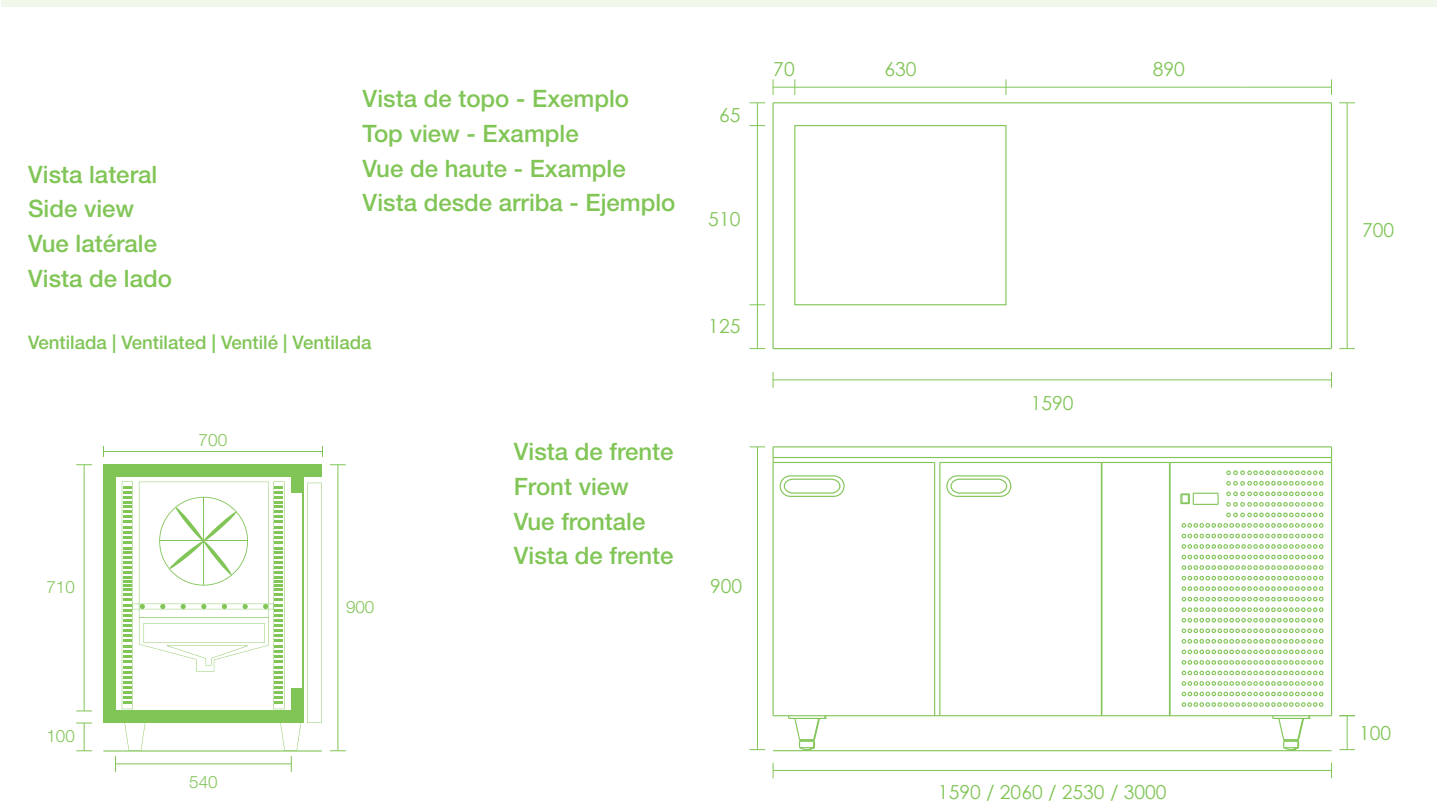 Vista lateral
Side view
Vue latérale
Vista de lado
Ventilada | Ventilated | Ventilé | Ventilada
Vista de topo - Exemplo
Top view - Example
Vue de haute - Example
Vista desde arriba - Ejemplo
70
630
890
65
510
125
700
1590
700
710
900
100
540
Vista de frente
Front view
Vue frontale
Vista de frente
900
100
1590 / 2060 / 2530 / 3000